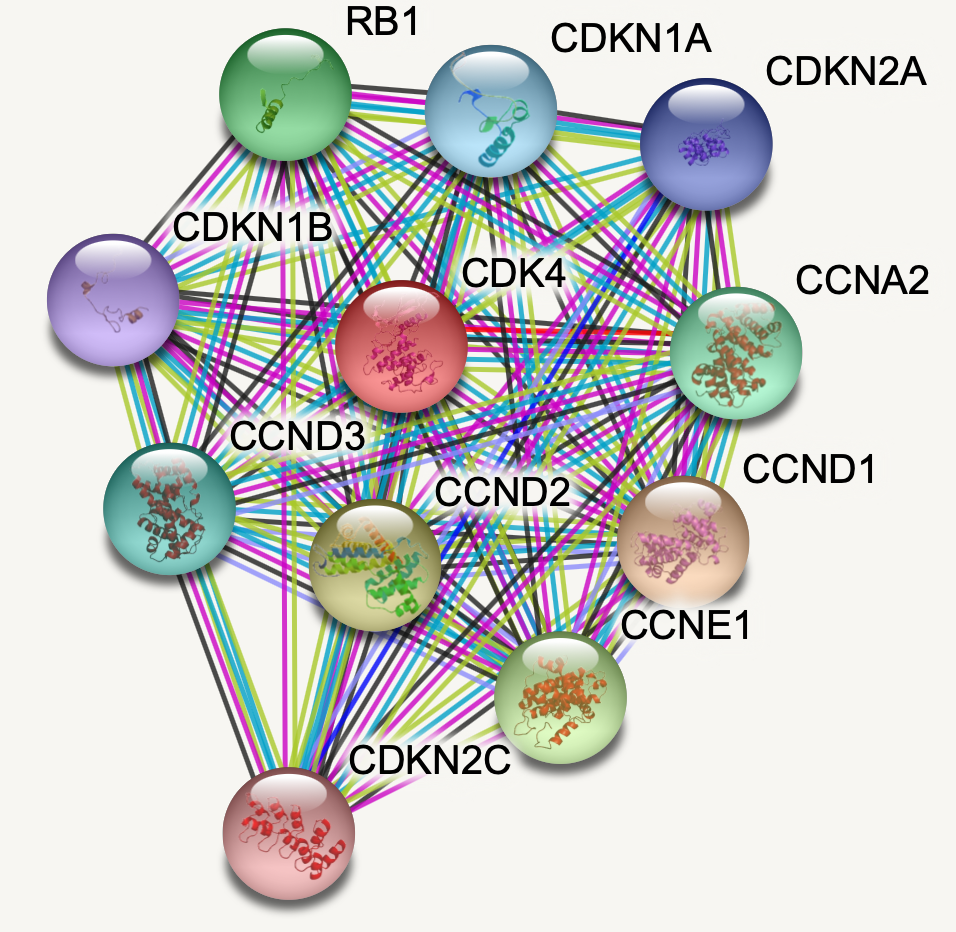 RB1
CDKN1A
CDKN2A
CDKN1B
CDK4
CCNA2
CCND3
CCND2
CCND1
CCNE1
CDKN2C